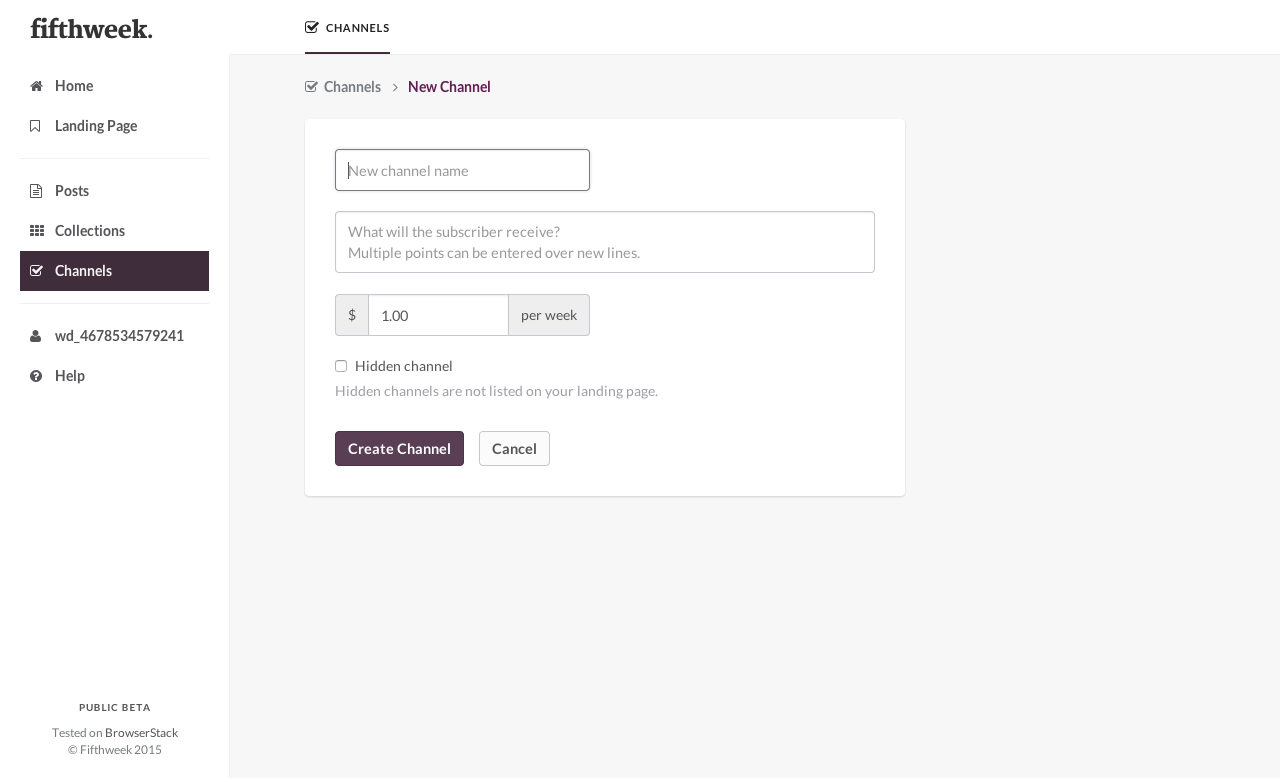 fifthweek.
Home
Landing Page
Posts
Collections
Channels
wd_4678534579241
Help
PUBLIC BETA
Tested on BrowserStack
© Fifthweek 2015
CHANNELS
Channels > New Channel
New channel name
What will the subscriber receive?
Multiple points can be entered over new lines.
$ 1.00 per week
Hidden channel
Hidden channels are not listed on your landing page.
Create Channel Cancel